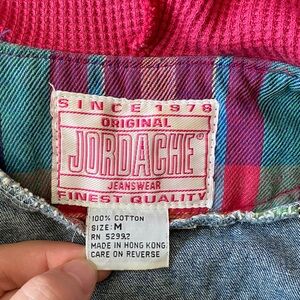 SINCE 1978
ORIGINAL
JORDACHE®
JEANSWEAR
FINEST QUALITY
100% COTTON
SIZE: M
RN 52992
MADE IN HONG KONG
CARE ON REVERSE